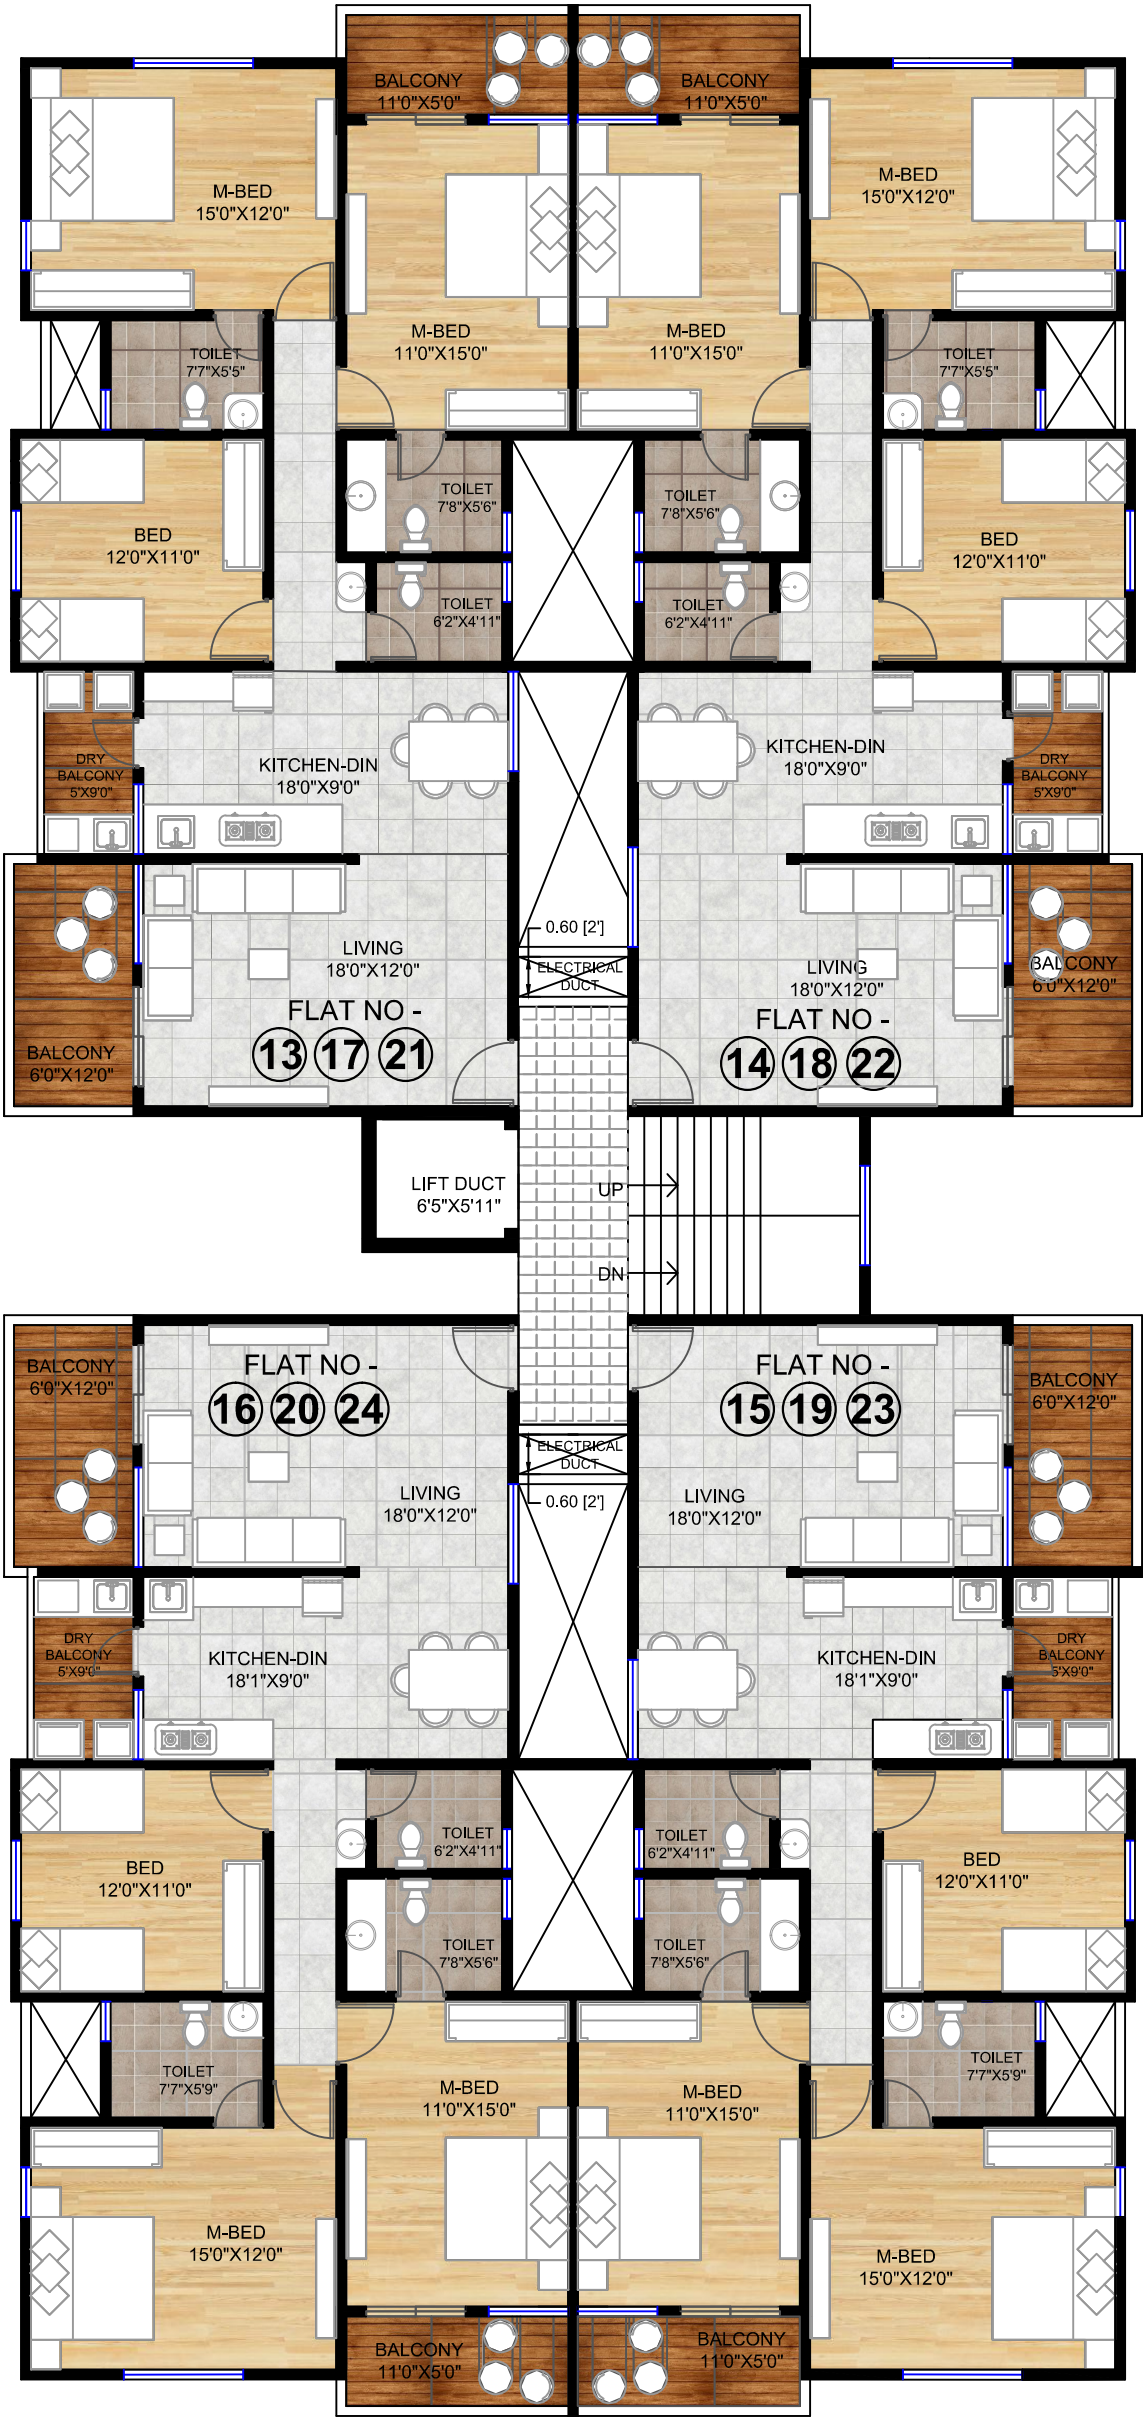 BALCONY
11'0"X5'0"
BALCONY
11'0"X5'0"
M-BED
15'0"X12'0"
M-BED
15'0"X12'0"
M-BED
11'0"X15'0"
M-BED
11'0"X15'0"
TOILET
7'7"X5'5"
TOILET
7'7"X5'5"
TOILET
7'8"X5'6"
TOILET
7'8"X5'6"
BED
12'0"X11'0"
BED
12'0"X11'0"
TOILET
6'2"X4'11"
TOILET
6'2"X4'11"
DRY
BALCONY
5'X9'0"
KITCHEN-DIN
18'0"X9'0"
KITCHEN-DIN
18'0"X9'0"
DRY
BALCONY
5'X9'0"
LIVING
18'0"X12'0"
0.60 [2']
ELECTRICAL
DUCT
LIVING
18'0"X12'0"
BALCONY
6'0"X12'0"
FLAT NO -
13 17 21
FLAT NO -
14 18 22
BALCONY
6'0"X12'0"
LIFT DUCT
6'5"X5'11"
UP
DN
BALCONY
6'0"X12'0"
FLAT NO -
16 20 24
FLAT NO -
15 19 23
BALCONY
6'0"X12'0"
ELECTRICAL
DUCT
0.60 [2']
LIVING
18'0"X12'0"
LIVING
18'0"X12'0"
DRY
BALCONY
5'X9'0"
KITCHEN-DIN
18'1"X9'0"
KITCHEN-DIN
18'1"X9'0"
DRY
BALCONY
5'X9'0"
TOILET
6'2"X4'11"
TOILET
6'2"X4'11"
BED
12'0"X11'0"
BED
12'0"X11'0"
TOILET
7'8"X5'6"
TOILET
7'8"X5'6"
TOILET
7'7"X5'9"
TOILET
7'7"X5'9"
M-BED
11'0"X15'0"
M-BED
11'0"X15'0"
M-BED
15'0"X12'0"
M-BED
15'0"X12'0"
BALCONY
11'0"X5'0"
BALCONY
11'0"X5'0"